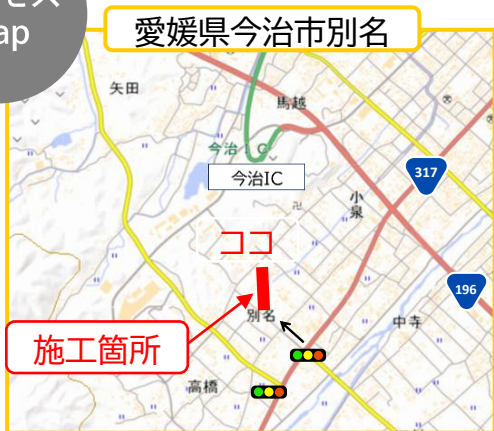 セス
ap
愛媛県今治市別名
矢田
馬越
今治IC
今治IC
317
小泉
ココ
196
別名
施工箇所
中寺
高橋